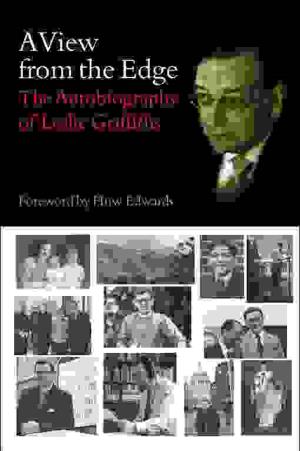 A View
from the Edge
The Autobiography
of Leslie Griffiths
Foreword by Huw Edwards